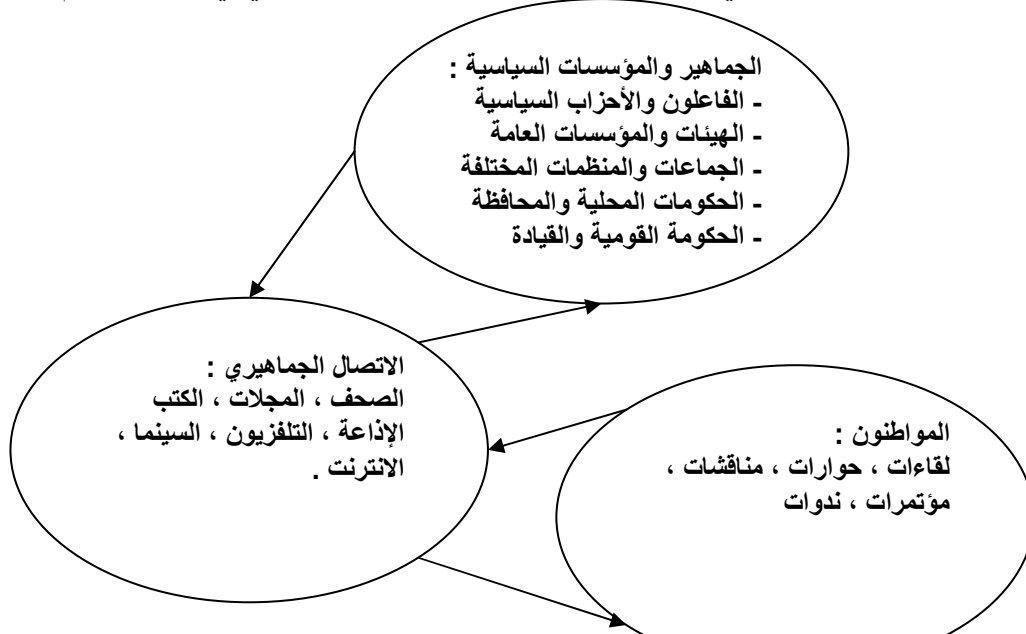 الجماهير والمؤسسات السياسية :
- الفاعلون والأحزاب السياسية
- الهيئات والمؤسسات العامة
- الجماعات والمنظمات المختلفة
- الحكومات المحلية والمحافظة
- الحكومة القومية والقيادة
الاتصال الجماهيري :
الصحف ، المجلات ، الكتب
الإذاعة ، التلفزيون ، السينما ،
الانترنت .
المواطنون :
لقاءات ، حوارات ، مناقشات ،
مؤتمرات ، ندوات